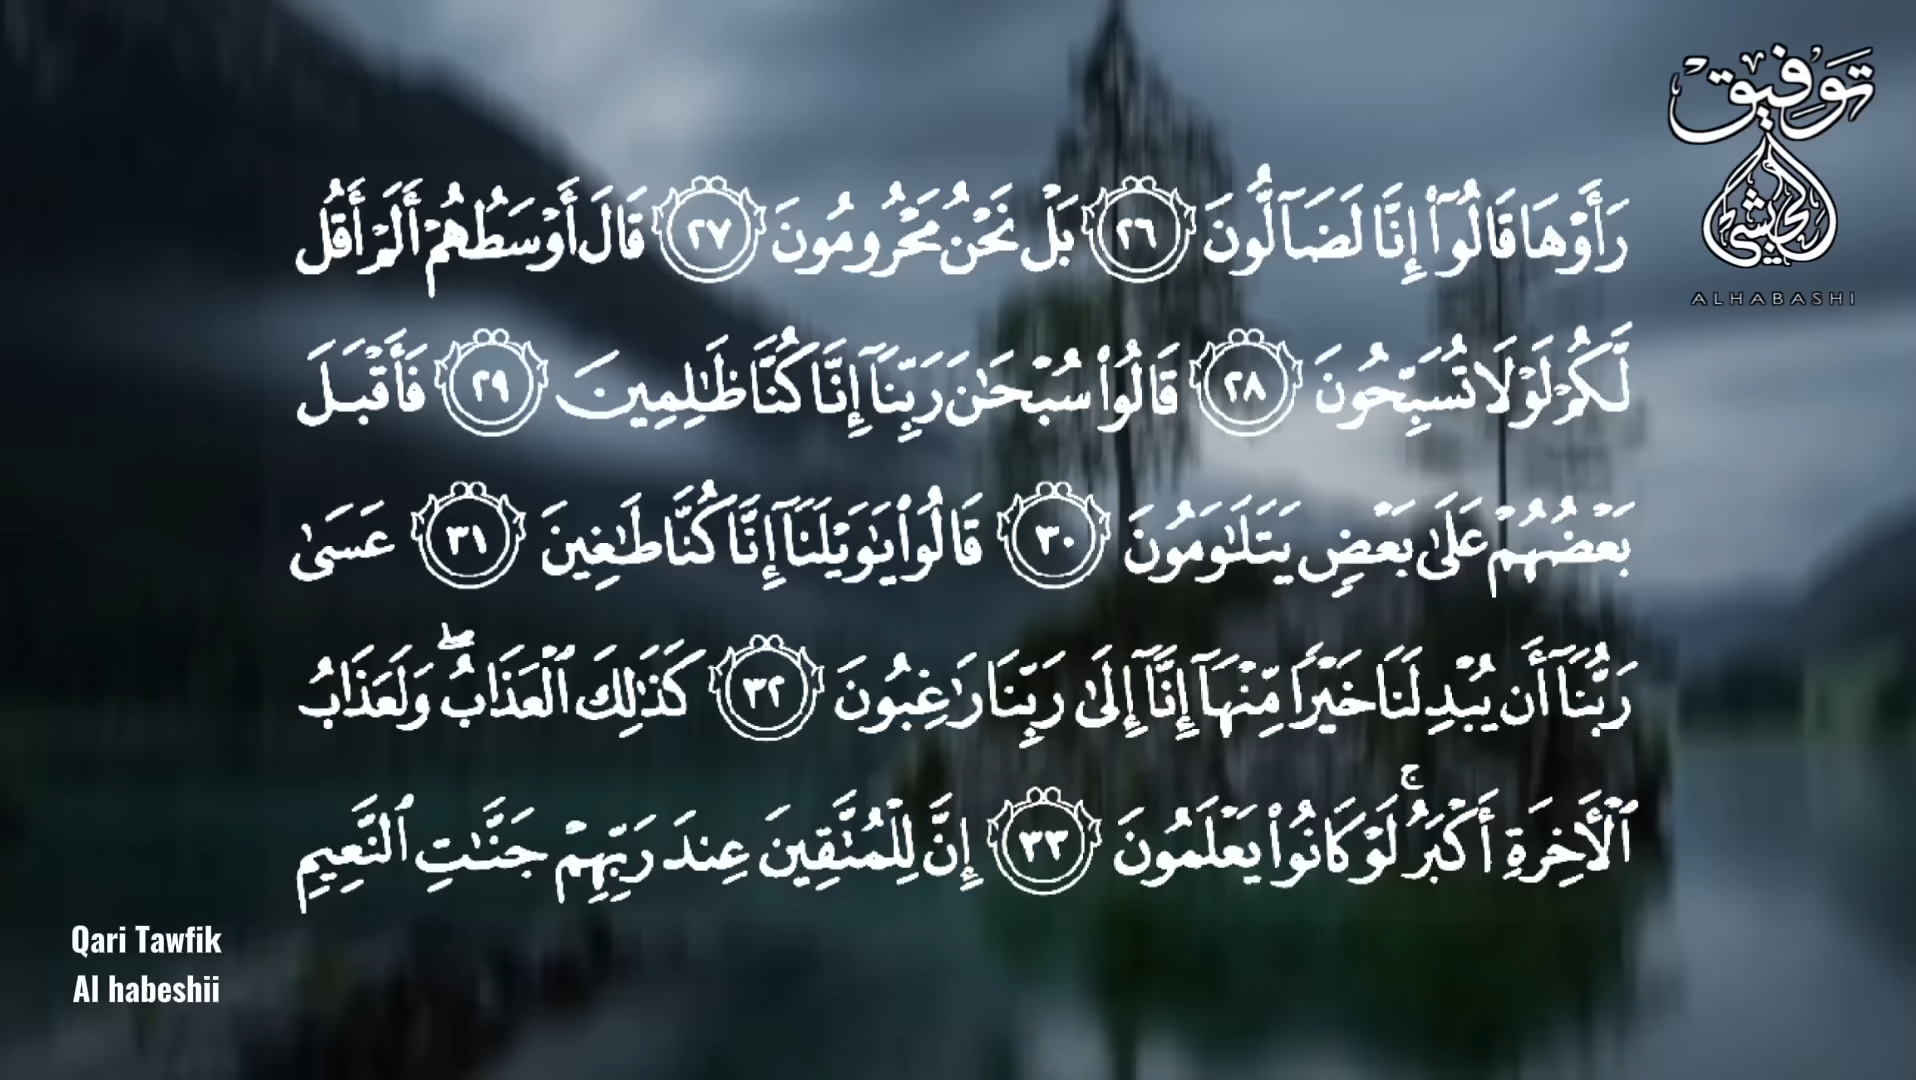 توفيق
الحبشي
ALHABASHI
رَأَوۡهَا قَالُوٓاْ إِنَّا لَضَآلُّونَ ٢٦ بَلۡ نَحۡنُ مَحۡرُومُونَ ٢٧ قَالَ أَوۡسَطُهُمۡ أَلَمۡ أَقُل
لَّكُمۡ لَوۡلَا تُسَبِّحُونَ ٢٨ قَالُواْ سُبۡحَٰنَ رَبِّنَآ إِنَّا كُنَّا ظَٰلِمِينَ ٢٩ فَأَقۡبَلَ
بَعۡضُهُمۡ عَلَىٰ بَعۡضٖ يَتَلَٰوَمُونَ ٣٠ قَالُواْ يَٰوَيۡلَنَآ إِنَّا كُنَّا طَٰغِينَ ٣١ عَسَىٰ
رَبُّنَآ أَن يُبۡدِلَنَا خَيۡرٗا مِّنۡهَآ إِنَّآ إِلَىٰ رَبِّنَا رَٰغِبُونَ ٣٢ كَذَٰلِكَ ٱلۡعَذَابُۖ وَلَعَذَابُ
ٱلۡأٓخِرَةِ أَكۡبَرُۚ لَوۡ كَانُواْ يَعۡلَمُونَ ٣٣ إِنَّ لِلۡمُتَّقِينَ عِندَ رَبِّهِمۡ جَنَّٰتِ ٱلنَّعِيمِ
Qari Tawfik
Al habeshii